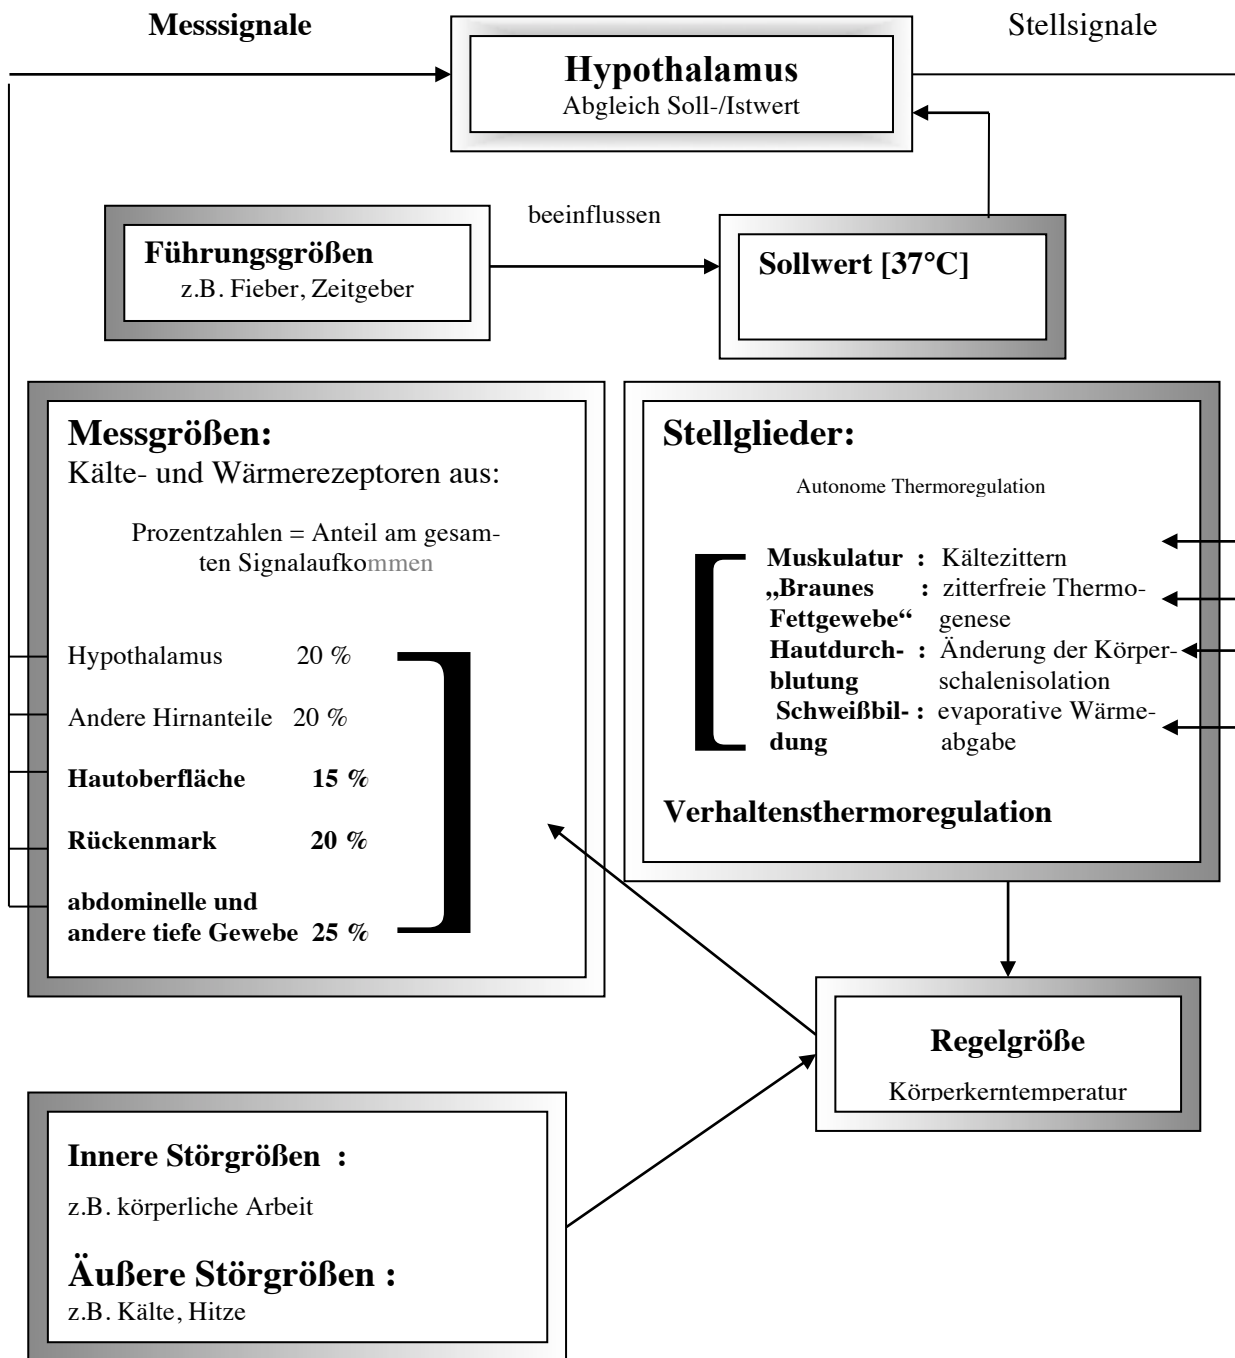 Messsignale
Stellsignale
Hypothalamus
Abgleich Soll-/Istwert
beeinflussen
Führungsgrößen
z.B. Fieber, Zeitgeber
Sollwert [37°C]
Messgrößen:
Kälte- und Wärmerezeptoren aus:
Prozentzahlen = Anteil am gesam-
ten Signalaufkommen
Hypothalamus 20 %
Andere Hirnanteile 20 %
Hautoberfläche 15 %
Rückenmark 20 %
abdominelle und
andere tiefe Gewebe 25 %
Stellglieder:
Autonome Thermoregulation
Muskulatur : Kältezittern
„Braunes : zitterfreie Thermo-
Fettgewebe“ genese
Hautdurch- : Änderung der Körper-
blutung schalenisolation
Schweißbil- : evaporative Wärme-
dung abgabe
Verhaltensthermoregulation
Regelgröße
Körperkerntemperatur
Innere Störgrößen :
z.B. körperliche Arbeit
Äußere Störgrößen :
z.B. Kälte, Hitze